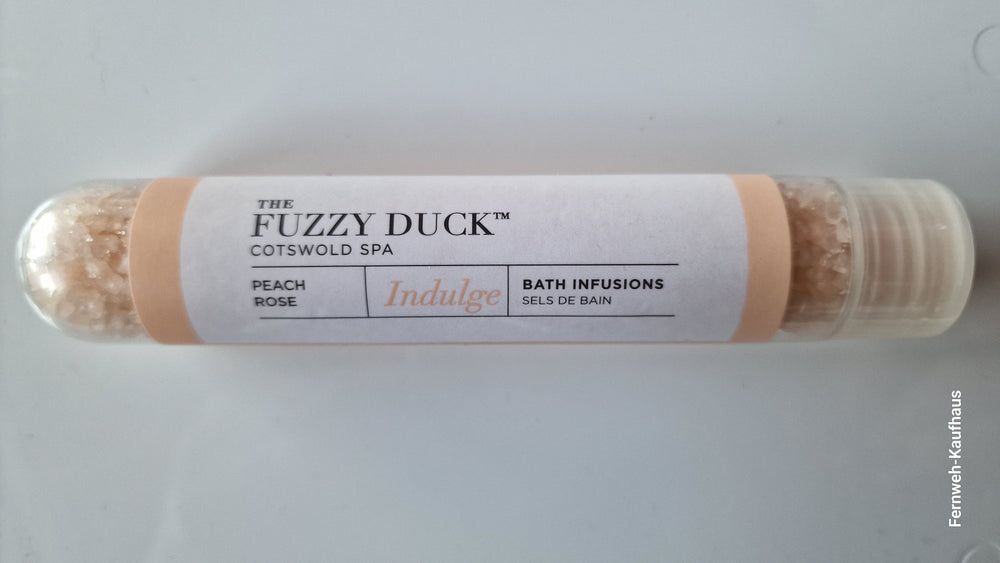 THE
FUZZY DUCK™
COTSWOLD SPA
PEACH
ROSE
Indulge
BATH INFUSIONS
SELS DE BAIN
Fernweh-Kaufhaus